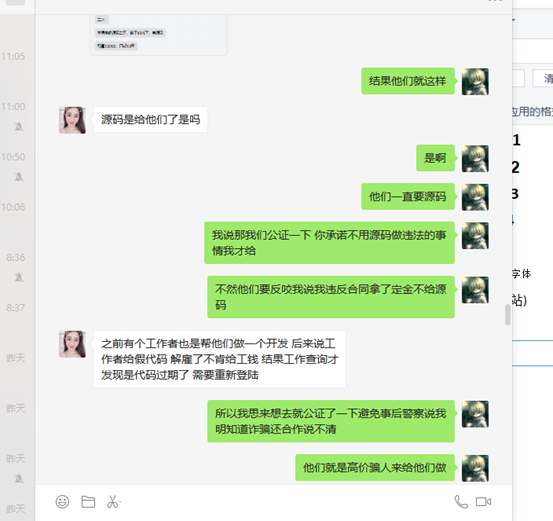 11:05
结果他们就这样
11:00
源码是给他们了是吗
10:50
是啊
10:06
他们一直要源码
我说那我们公证一下 你承诺不用源码做违法的事
情我才给
8:36
不然他们要反咬我说我违反合同拿了定金不给源
码
8:37
之前有个工作者也是帮他们做一个开发 后来说工
作者给假代码 解雇了不肯给工钱 结果工作查询才
发现是代码过期了 需要重新登陆
昨天
昨天
所以我思来想去就公证了一下避免事后警察说我
明知道诈骗还合作说不清
昨天
他们就是高价骗人来给他们做
昨天
清
应用的格
1
2
3
4
字体
站)